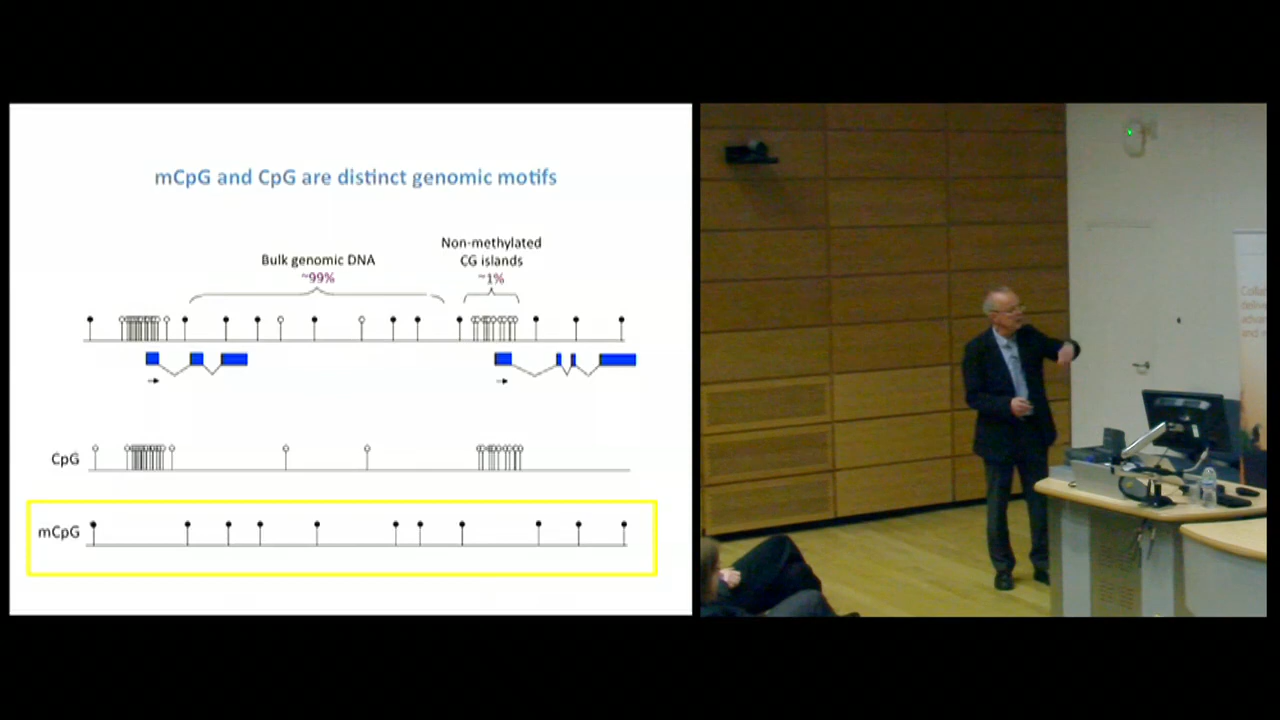 mCpG and CpG are distinct genomic motifs
Bulk genomic DNA
~99%
Non-methylated
CG islands
~1%
CpG
mCpG